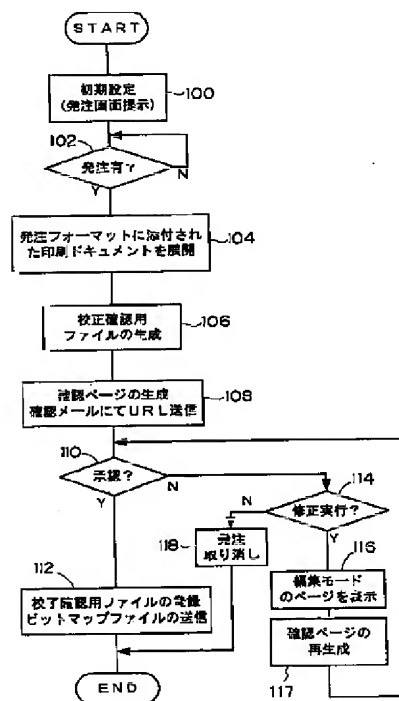 START
初期設定
(発注画面提示)
100
102
発注有？
Y
N
発注フォーマットに添付され
た印刷ドキュメントを展開
104
校正確認用
ファイルの生成
106
確認ページの生成
確認メールにてURL送信
108
110
承認？
Y
N
114
修正実行？
N
Y
118
発注
取り消し
116
編集モード
のページを表示
112
校了確認用ファイルの登録
ビットマップファイルの送信
確認ページの
再生成
117
END